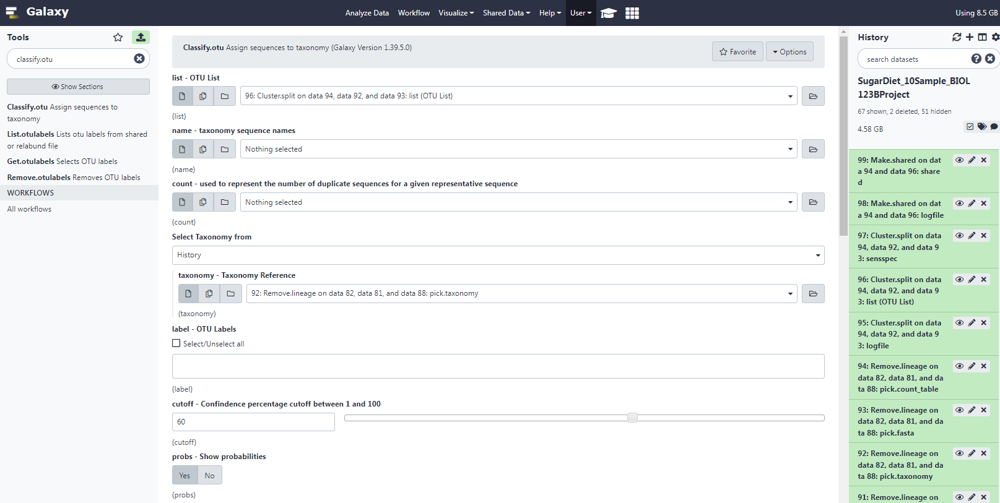 Galaxy
Analyze Data Workflow Visualize Shared Data Help User Using 8.5 GB
Tools
classify.otu
Show Sections
Classify.otu Assign sequences to
taxonomy
List.otulabels Lists otu labels from shared
or relabund file
Get.otulabels Selects OTU labels
Remove.otulabels Removes OTU labels
WORKFLOWS
All workflows
Classify.otu Assign sequences to taxonomy (Galaxy Version 1.39.5.0)
Favorite
Options
list - OTU List
96: Cluster.split on data 94, data 92, and data 93: list (OTU List)
(list)
name - taxonomy sequence names
Nothing selected
(name)
count - used to represent the number of duplicate sequences for a given representative sequence
Nothing selected
(count)
Select Taxonomy from
History
taxonomy - Taxonomy Reference
92: Remove.lineage on data 82, data 81, and data 88: pick.taxonomy
(taxonomy)
label - OTU Labels
Select/Unselect all
(label)
cutoff - Confindence percentage cutoff between 1 and 100
60
(cutoff)
probs - Show probabilities
Yes No
(probs)
History
search datasets
SugarDiet_10Sample_BIOL
123BProject
67 shown, 2 deleted, 51 hidden
4.58 GB
99: Make.shared on dat
a 94 and data 96: share
d
98: Make.shared on dat
a 94 and data 96: logfile
97: Cluster.split on data
94, data 92, and data 9
3: sensspec
96: Cluster.split on data
94, data 92, and data 9
3: list (OTU List)
95: Cluster.split on data
94, data 92, and data 9
3: logfile
94: Remove.lineage on
data 82, data 81, and da
ta 88: pick.count_table
93: Remove.lineage on
data 82, data 81, and da
ta 88: pick.fasta
92: Remove.lineage on
data 82, data 81, and da
ta 88: pick.taxonomy
91: Remove.lineage on